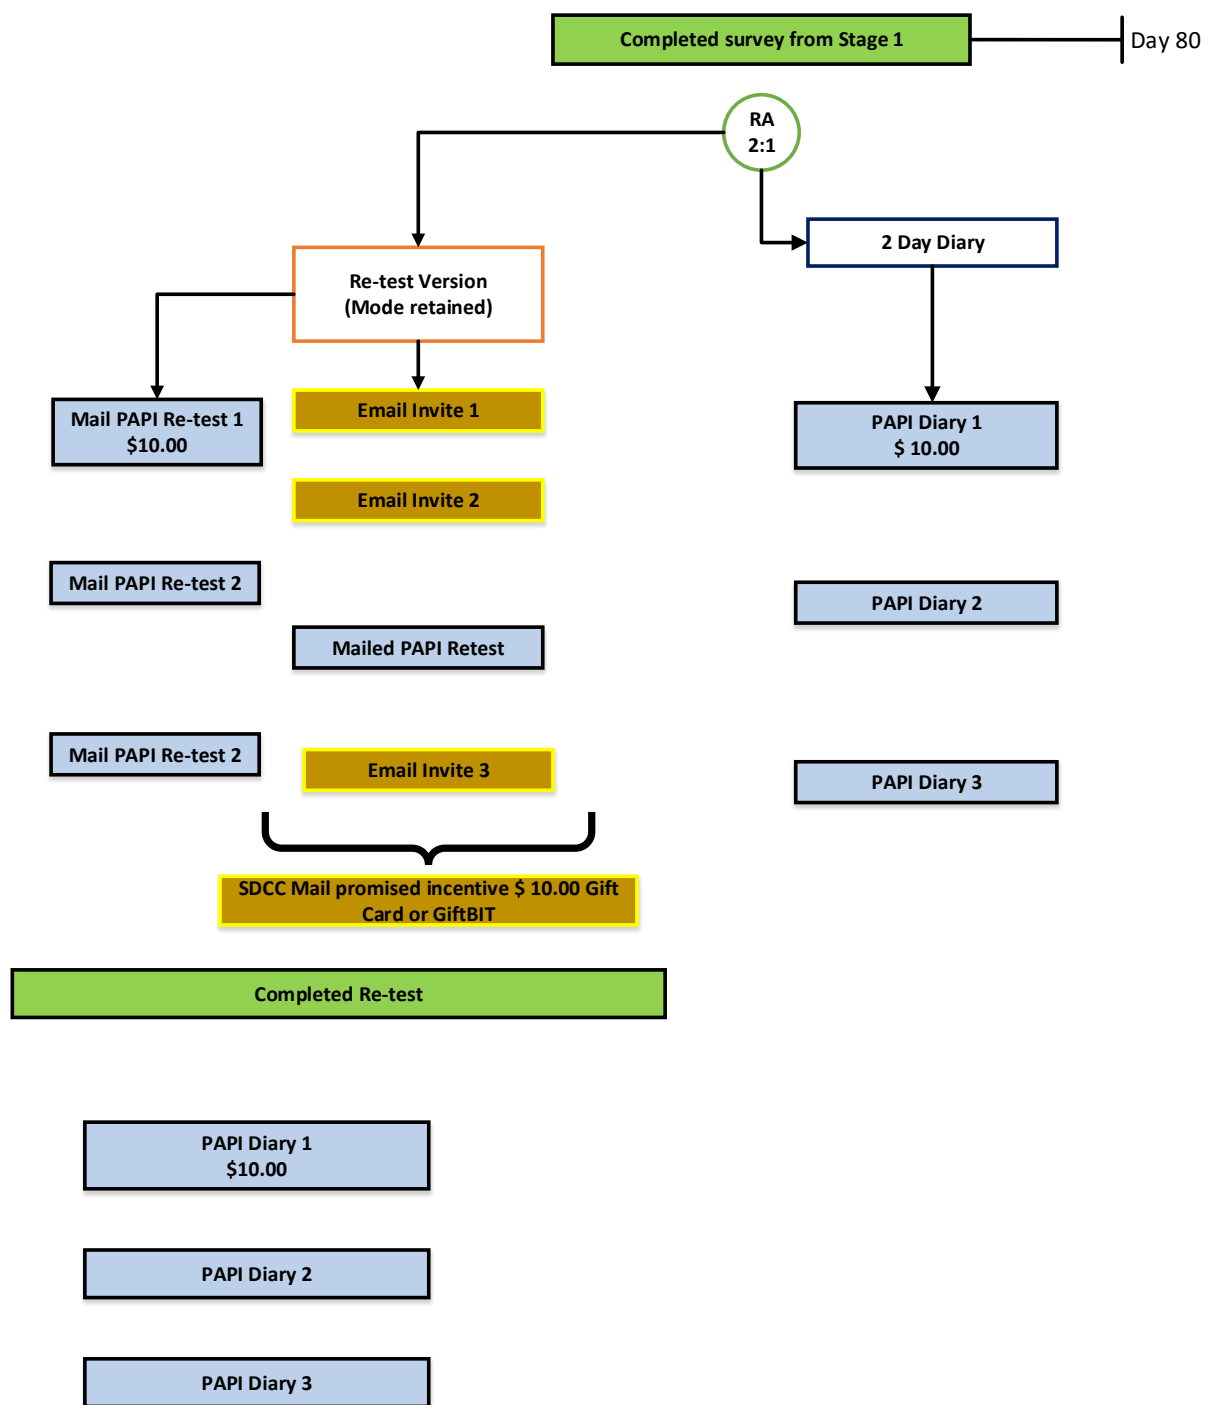 Completed survey from Stage 1
Day 80
RA
2:1
2 Day Diary
Re-test Version
(Mode retained)
Mail PAPI Re-test 1
$10.00
Email Invite 1
PAPI Diary 1
$ 10.00
Email Invite 2
Mail PAPI Re-test 2
PAPI Diary 2
Mailed PAPI Retest
Mail PAPI Re-test 2
Email Invite 3
PAPI Diary 3
SDCC Mail promised incentive $ 10.00 Gift
Card or GiftBIT
Completed Re-test
PAPI Diary 1
$10.00
PAPI Diary 2
PAPI Diary 3